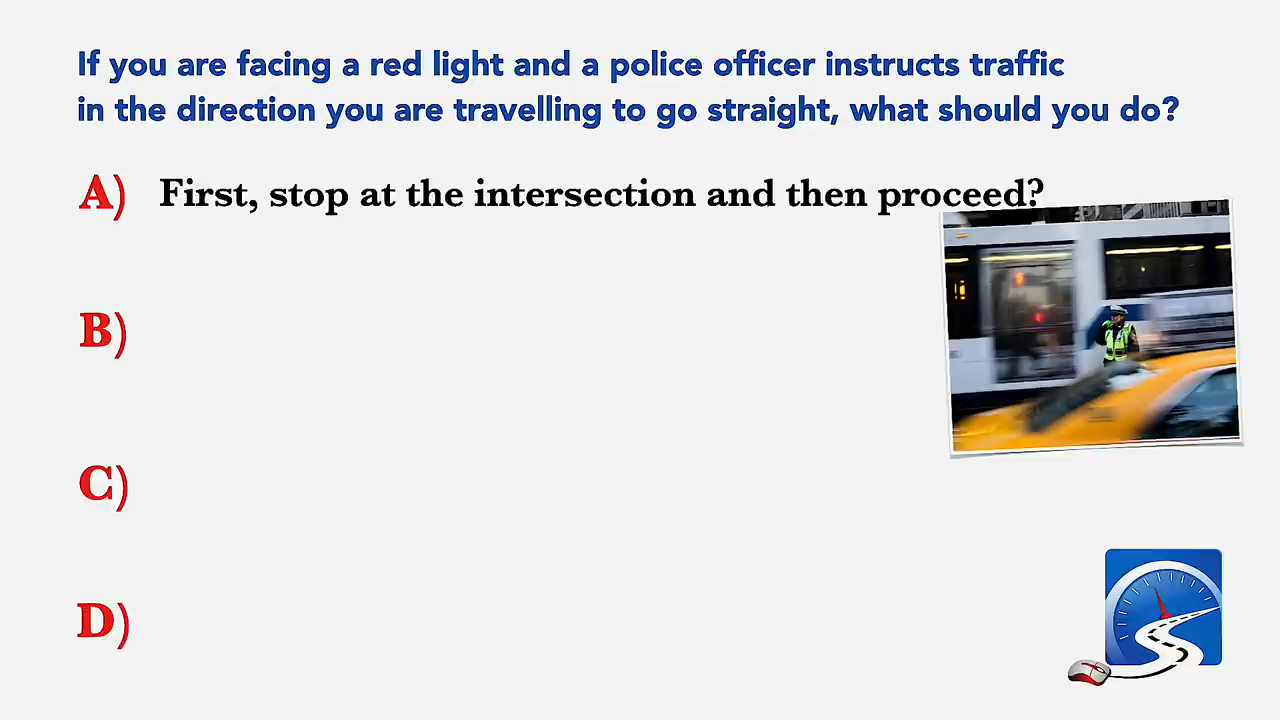 If you are facing a red light and a police officer instructs traffic
in the direction you are travelling to go straight, what should you do?
A) First, stop at the intersection and then proceed?
B)
C)
D)